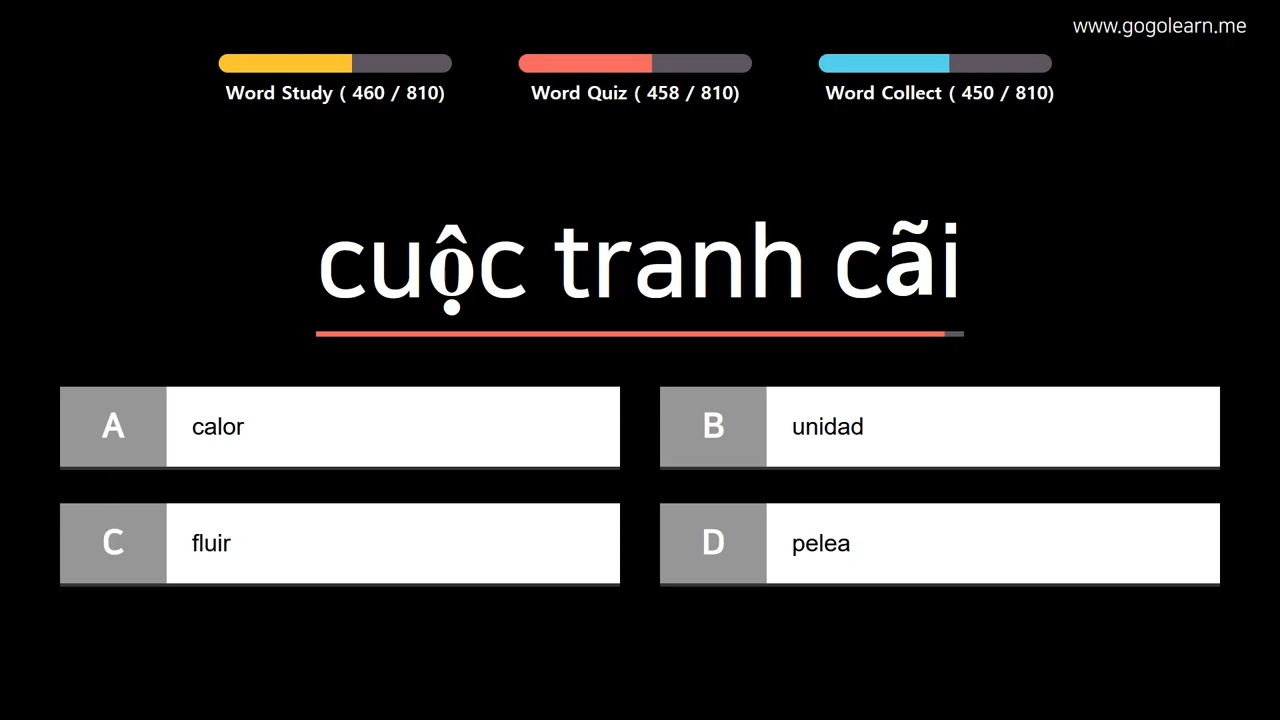 www.gogolearn.me
Word Study ( 460 / 810)
Word Quiz ( 458 / 810)
Word Collect ( 450 / 810)
cuộc tranh cãi
A calor
B unidad
C fluir
D pelea